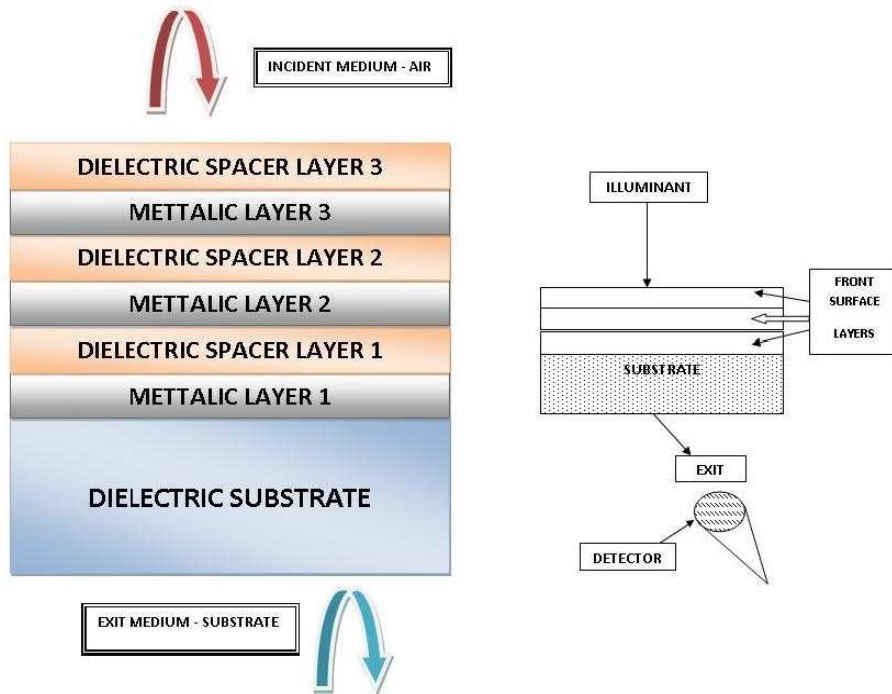 INCIDENT MEDIUM - AIR
DIELECTRIC SPACER LAYER 3
METTALIC LAYER 3
DIELECTRIC SPACER LAYER 2
METTALIC LAYER 2
DIELECTRIC SPACER LAYER 1
METTALIC LAYER 1
DIELECTRIC SUBSTRATE
EXIT MEDIUM - SUBSTRATE
ILLUMINANT
FRONT
SURFACE
LAYERS
SUBSTRATE
EXIT
DETECTOR